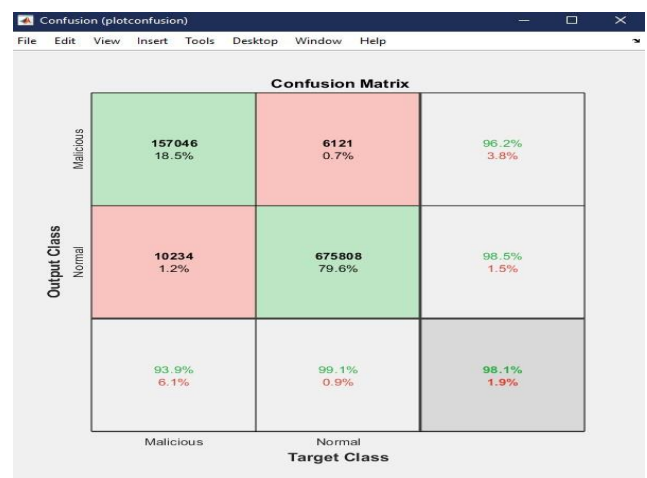 Confusion (plotconfusion)
File Edit View Insert Tools Desktop Window Help
Confusion Matrix
Malicious
157046
18.5%
6121
0.7%
96.2%
3.8%
Output Class
Normal
10234
1.2%
675808
79.6%
98.5%
1.5%
93.9%
6.1%
99.1%
0.9%
98.1%
1.9%
Malicious Normal
Target Class